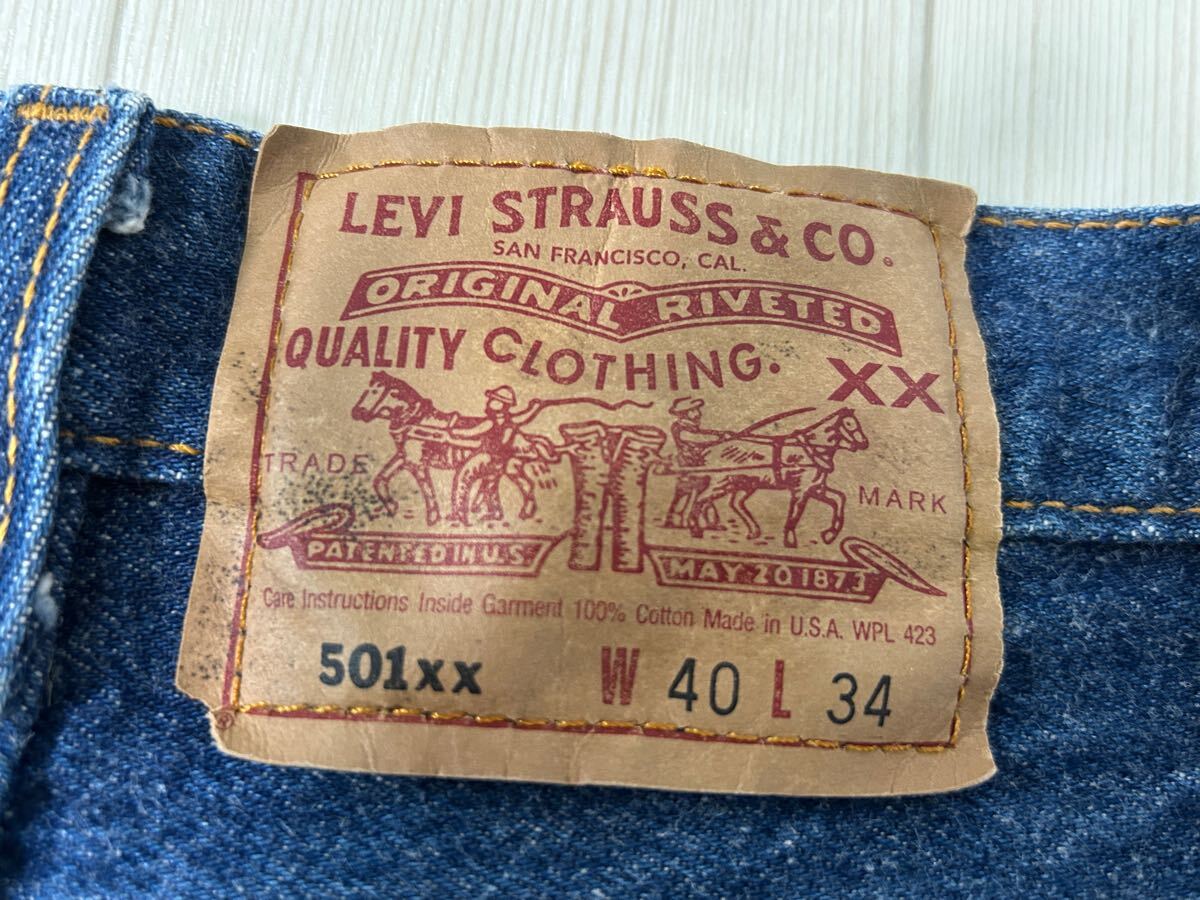 LEVI STRAUSS & CO.
SAN FRANCISCO, CAL.
ORIGINAL RIVETED
QUALITY CLOTHING.
XX
TRADE MARK
PATENTED IN U.S
MAY 20 1873
Care Instructions Inside Garment 100% Cotton Made in U.S.A. WPL 423
501xx W 40 L 34